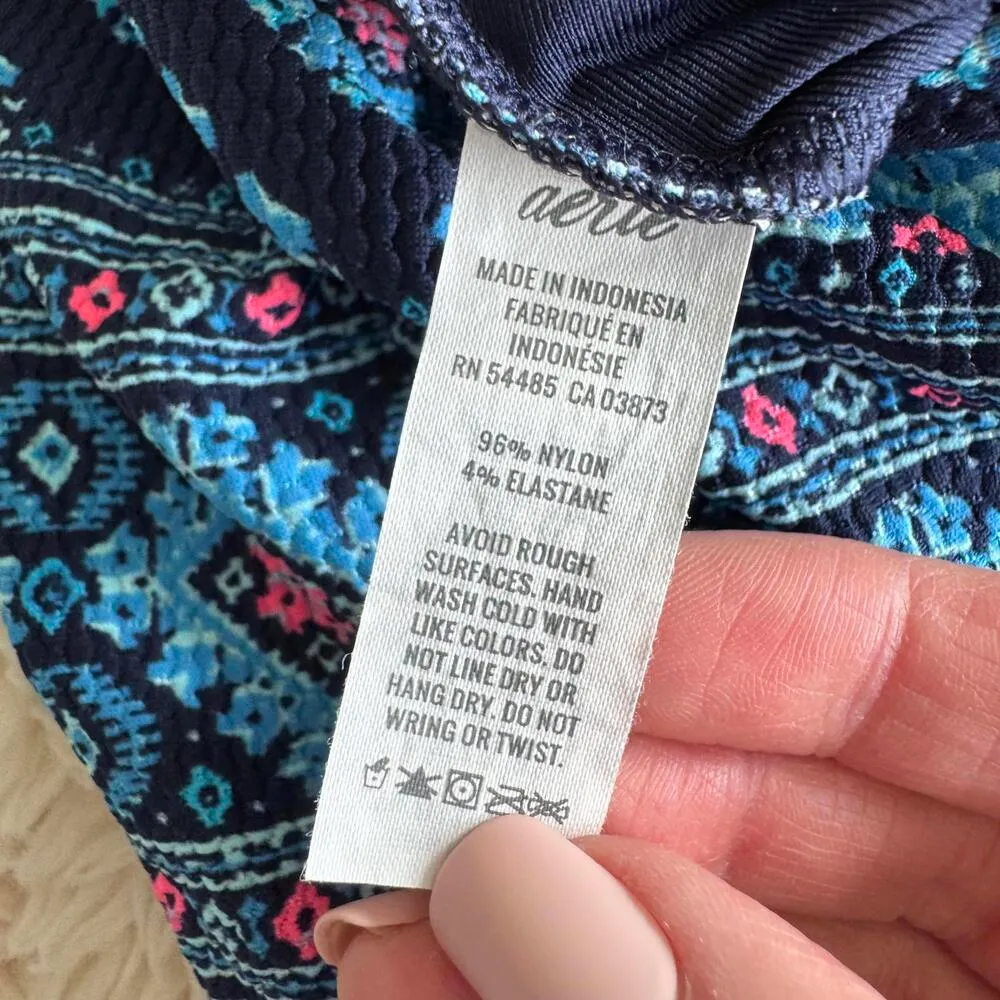 aerie
MADE IN INDONESIA
FABRIQUÉ EN
INDONÉSIE
RN 54485 CA 03873
96% NYLON
4% ELASTANE
AVOID ROUGH
SURFACES. HAND
WASH COLD WITH
LIKE COLORS. DO
NOT LINE DRY OR
HANG DRY. DO NOT
WRING OR TWIST.